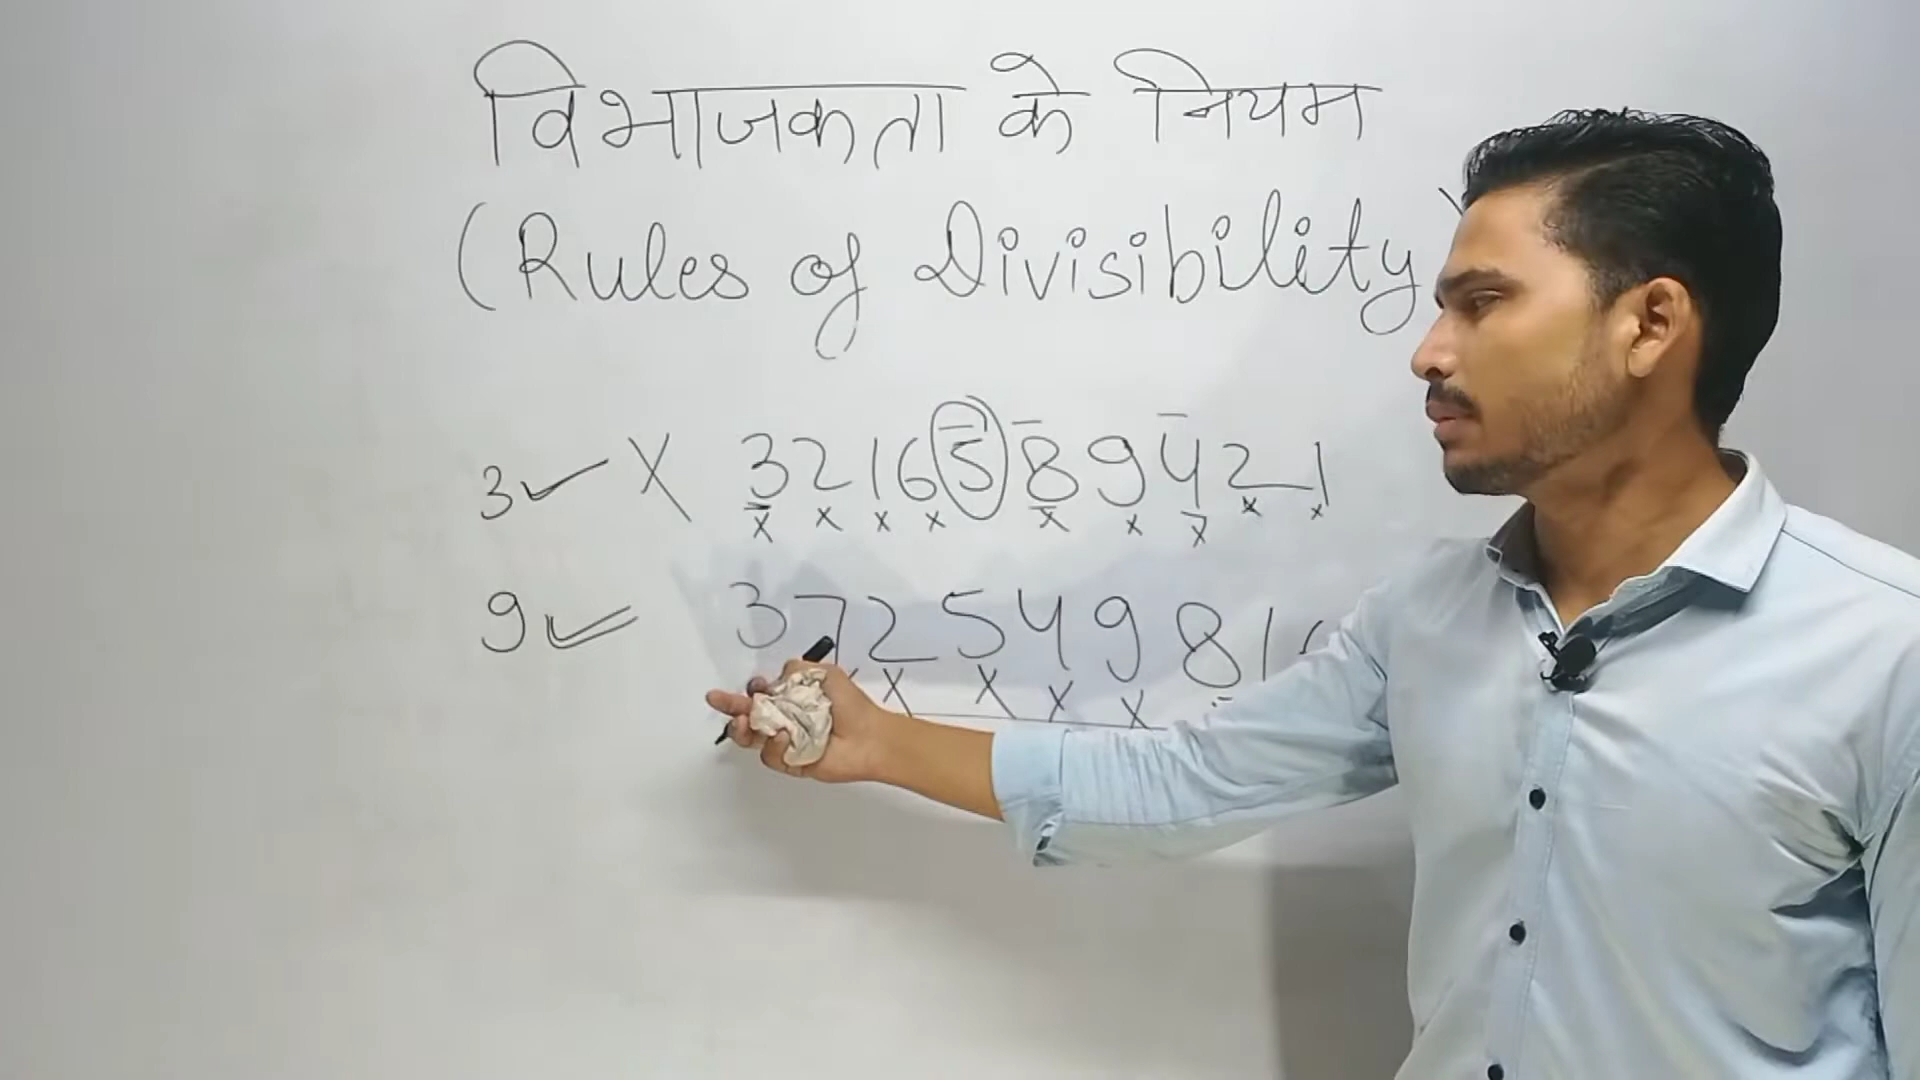 विभाजकता के नियम
(Rules of Divisibility)
3✓ X 3216589421
X X X X X X X X X
9✓ 37254981
X X X X X